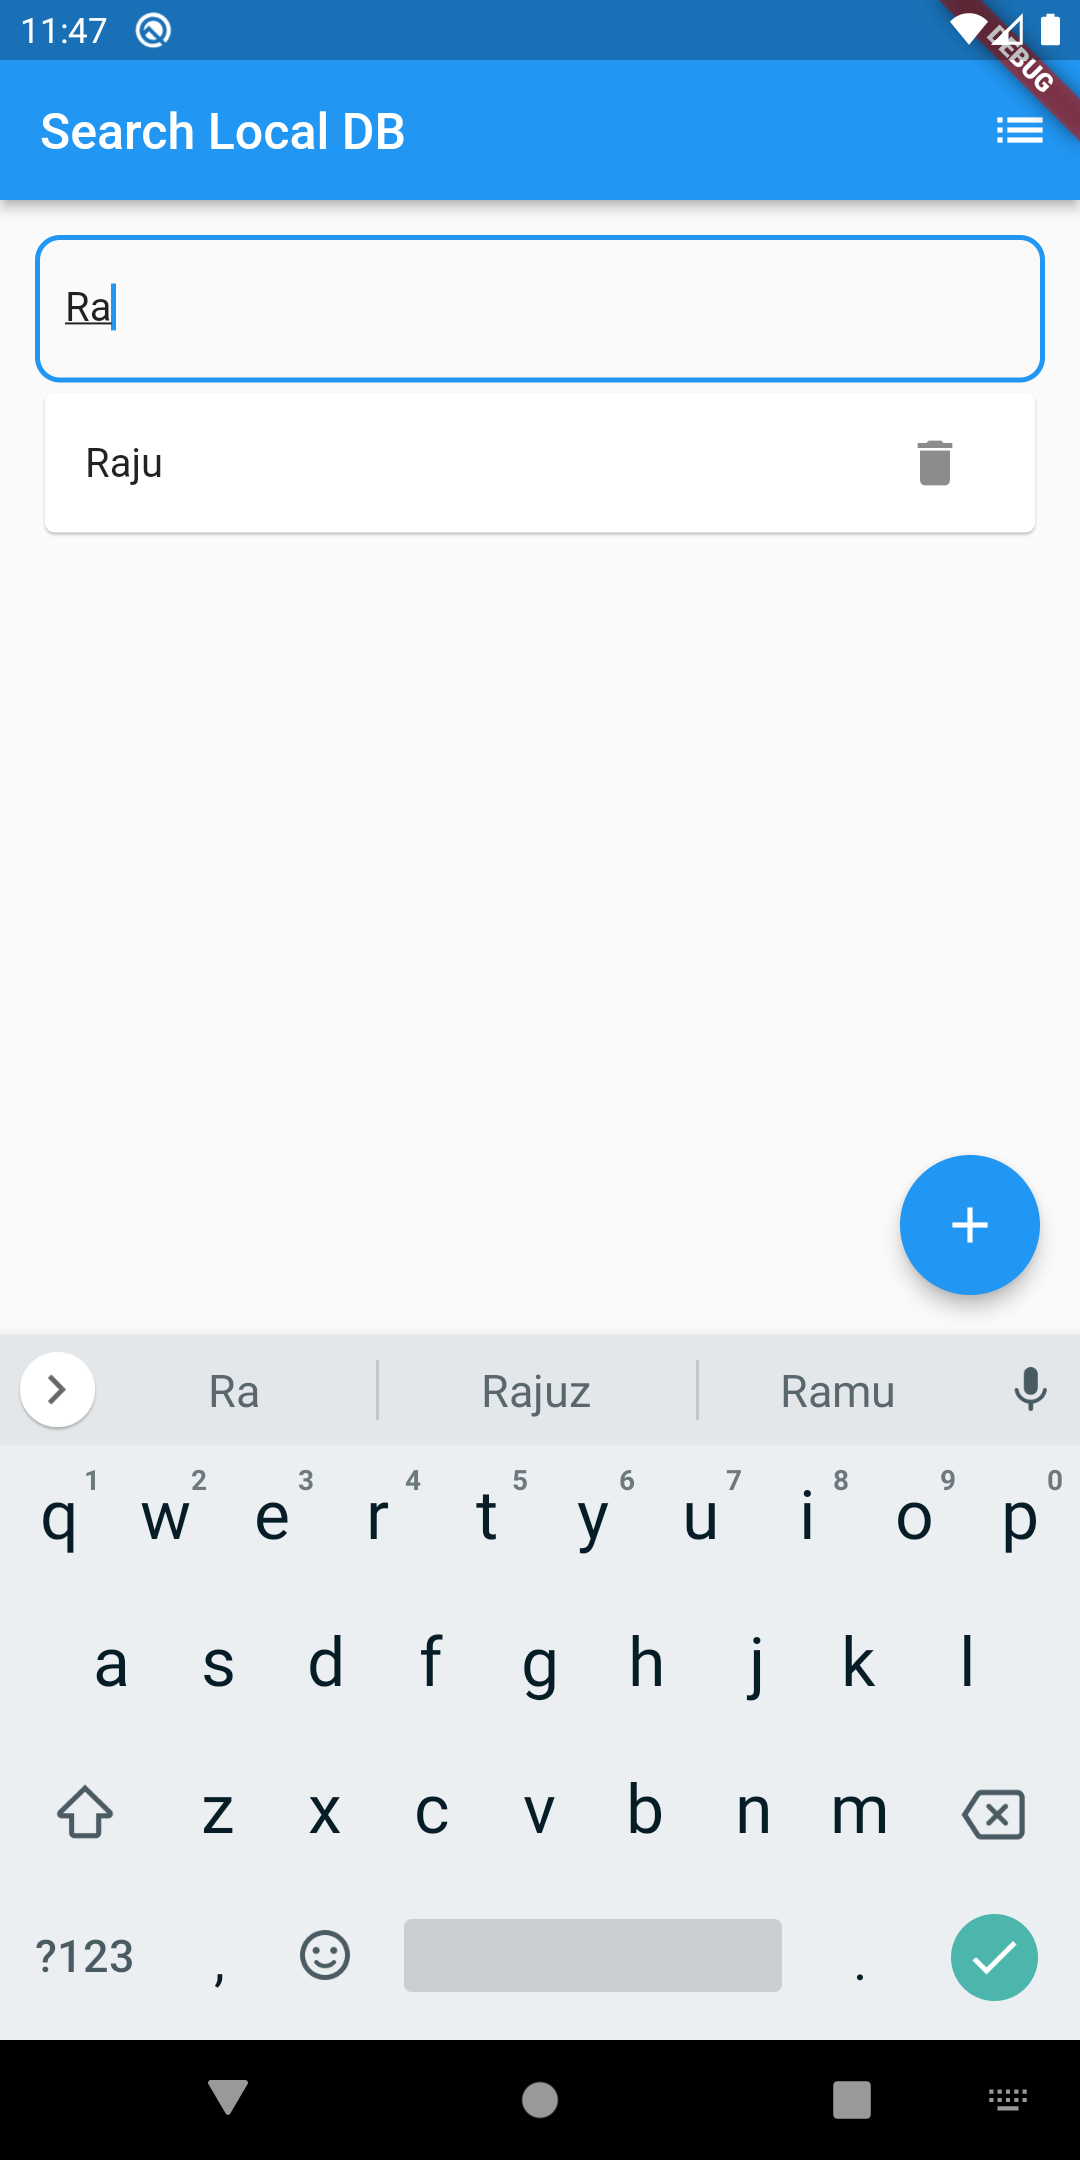 11:47
DEBUG
Search Local DB
Ra
Raju
Ra Rajuz Ramu
1 2 3 4 5 6 7 8 9 0
q w e r t y u i o p
a s d f g h j k l
z x c v b n m
?123 , .